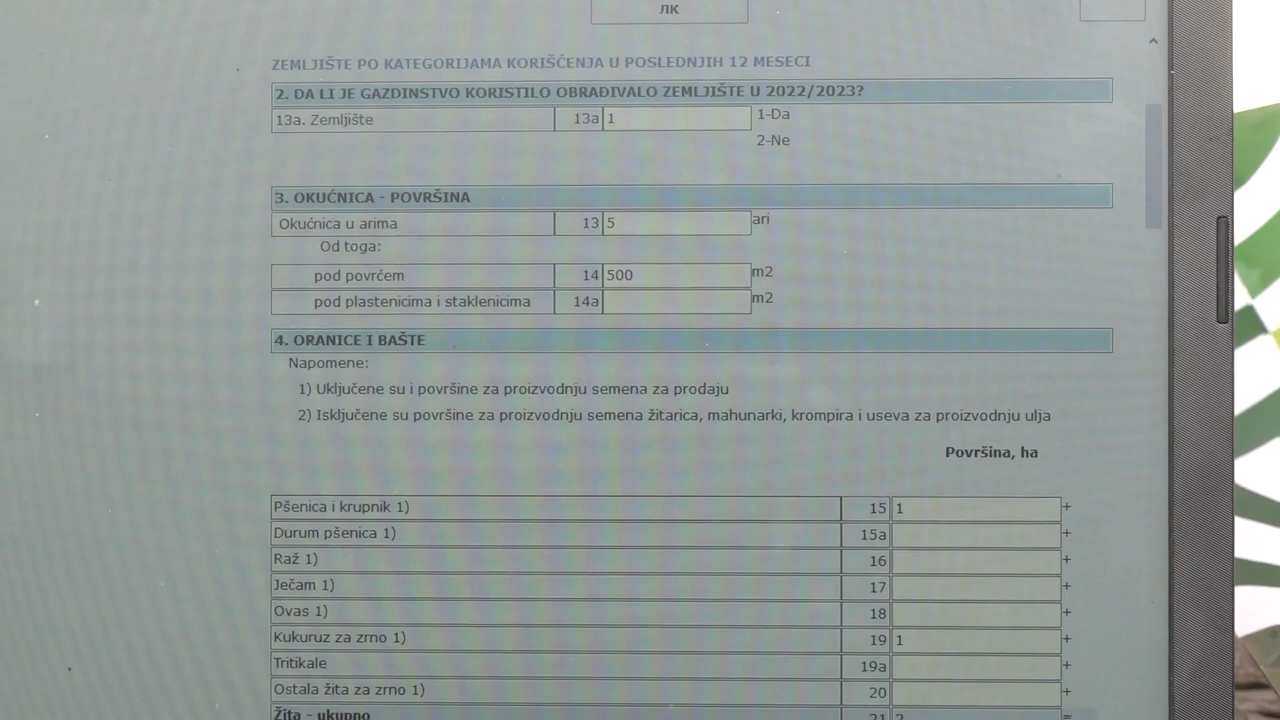 ЛК
ZEMLJIŠTE PO KATEGORIJAMA KORIŠĆENJA U POSLEDNJIH 12 MESECI
2. DA LI JE GAZDINSTVO KORISTILO OBRAĐIVALO ZEMLJIŠTE U 2022/2023?
13a. Zemljište 13a 1 1-Da
2-Ne
3. OKUĆNICA - POVRŠINA
Okućnica u arima 13 5 ari
Od toga:
pod povrćem 14 500 m2
pod plastenicima i staklenicima 14a m2
4. ORANICE I BAŠTE
Napomene:
1) Uključene su i površine za proizvodnju semena za prodaju
2) Isključene su površine za proizvodnju semena žitarica, mahunarki, krompira i useva za proizvodnju ulja
Površina, ha
Pšenica i krupnik 1) 15 1 +
Durum pšenica 1) 15a +
Raž 1) 16 +
Ječam 1) 17 +
Ovas 1) 18 +
Kukuruz za zrno 1) 19 1 +
Tritikale 19a +
Ostala žita za zrno 1) 20 +
Žita - ukupno 21 2 =